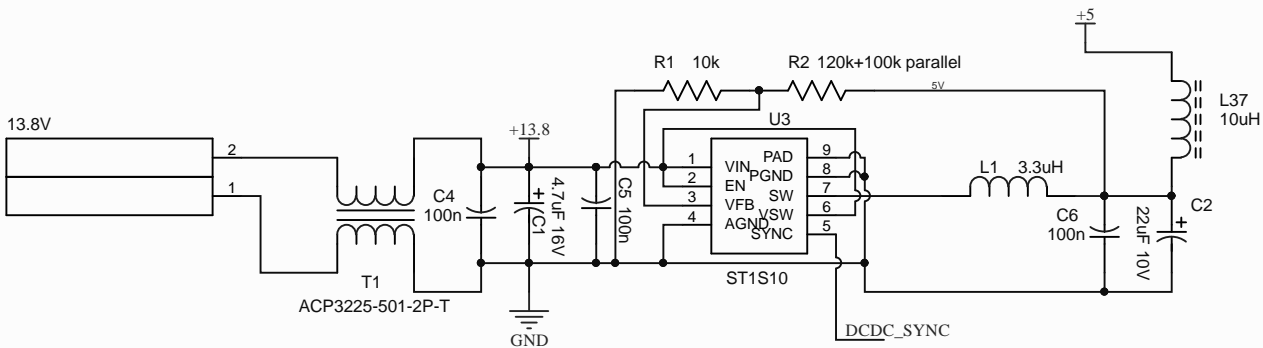 +5
R1 10k
R2 120k+100k parallel
5V
L37
10uH
13.8V
+13.8
U3
2
1
1 VIN
2 EN
3 VFB
4 AGND
PAD 9
PGND 8
SW 7
VSW 6
SYNC 5
L1 3.3uH
C4
100n
C1
4.7uF 16V
C5 100n
C6
100n
22uF 10V
C2
T1
ACP3225-501-2P-T
ST1S10
GND
DCDC_SYNC